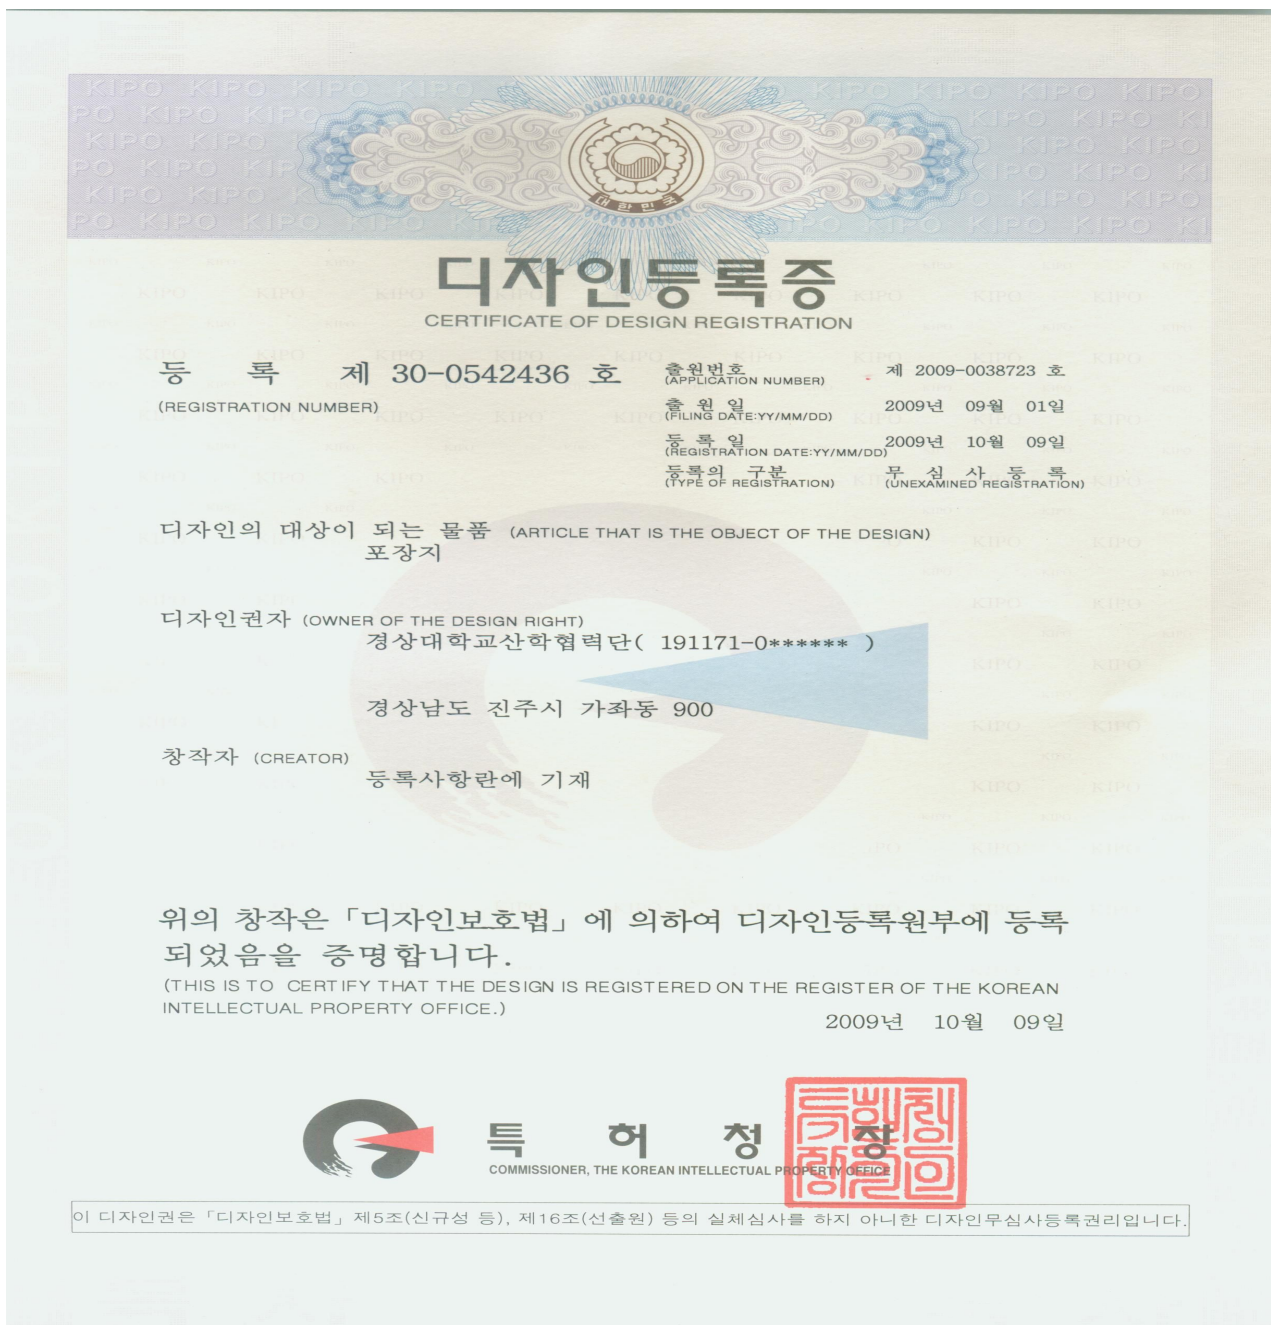 대한민국
디자인등록증
CERTIFICATE OF DESIGN REGISTRATION
등 록 제 30-0542436 호
(REGISTRATION NUMBER)
출원번호 제 2009-0038723 호
(APPLICATION NUMBER)
출 원 일 2009년 09월 01일
(FILING DATE:YY/MM/DD)
등 록 일 2009년 10월 09일
(REGISTRATION DATE:YY/MM/DD)
등록의 구분 무 심 사 등 록
(TYPE OF REGISTRATION) (UNEXAMINED REGISTRATION)
디자인의 대상이 되는 물품 (ARTICLE THAT IS THE OBJECT OF THE DESIGN)
포장지
디자인권자 (OWNER OF THE DESIGN RIGHT)
경상대학교산학협력단( 191171-0****** )
경상남도 진주시 가좌동 900
창작자 (CREATOR)
등록사항란에 기재
위의 창작은「디자인보호법」에 의하여 디자인등록원부에 등록
되었음을 증명합니다.
(THIS IS TO CERTIFY THAT THE DESIGN IS REGISTERED ON THE REGISTER OF THE KOREAN
INTELLECTUAL PROPERTY OFFICE.)
2009년 10월 09일
특 허 청 장
COMMISSIONER, THE KOREAN INTELLECTUAL PROPERTY OFFICE
이 디자인권은「디자인보호법」제5조(신규성 등), 제16조(선출원) 등의 실체심사를 하지 아니한 디자인무심사등록권리입니다.